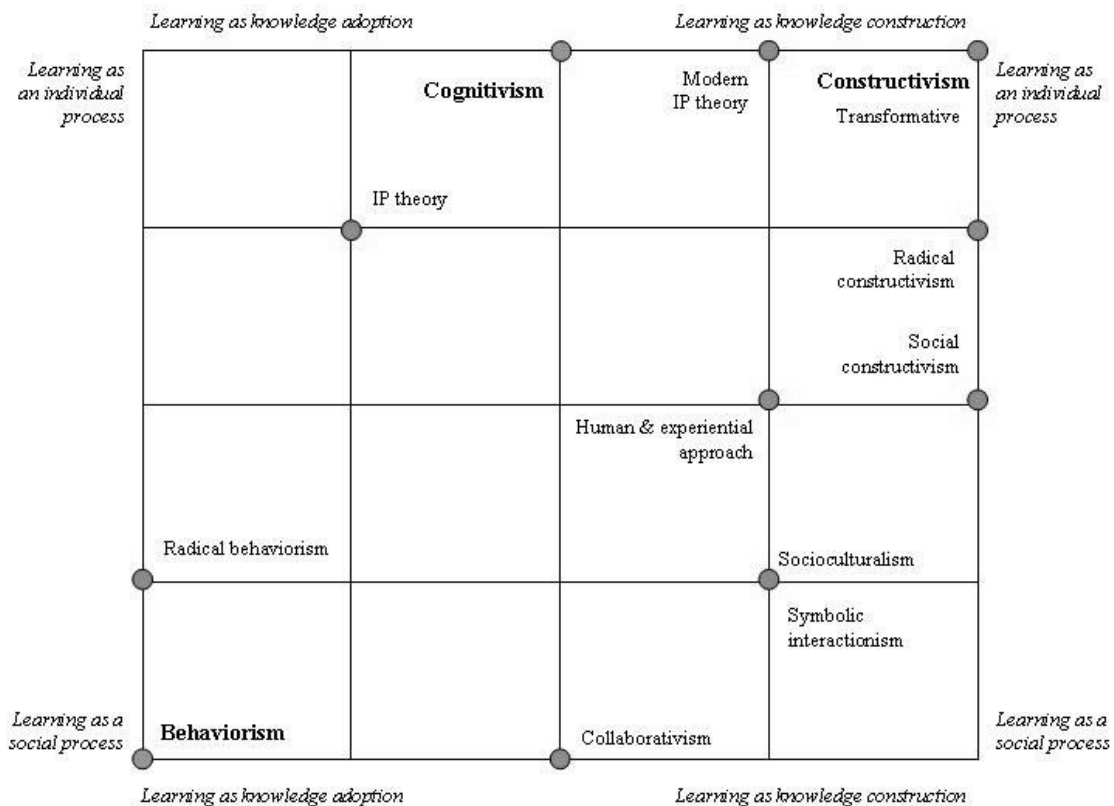 Learning as knowledge adoption
Learning as knowledge construction
Learning as
an individual
process
Cognitivism
Modern
IP theory
Constructivism
Transformative
Learning as
an individual
process
IP theory
Radical
constructivism
Social
constructivism
Human & experiential
approach
Radical behaviorism
Socioculturalism
Symbolic
interactionism
Learning as a
social process
Behaviorism
Collaborativism
Learning as a
social process
Learning as knowledge adoption
Learning as knowledge construction